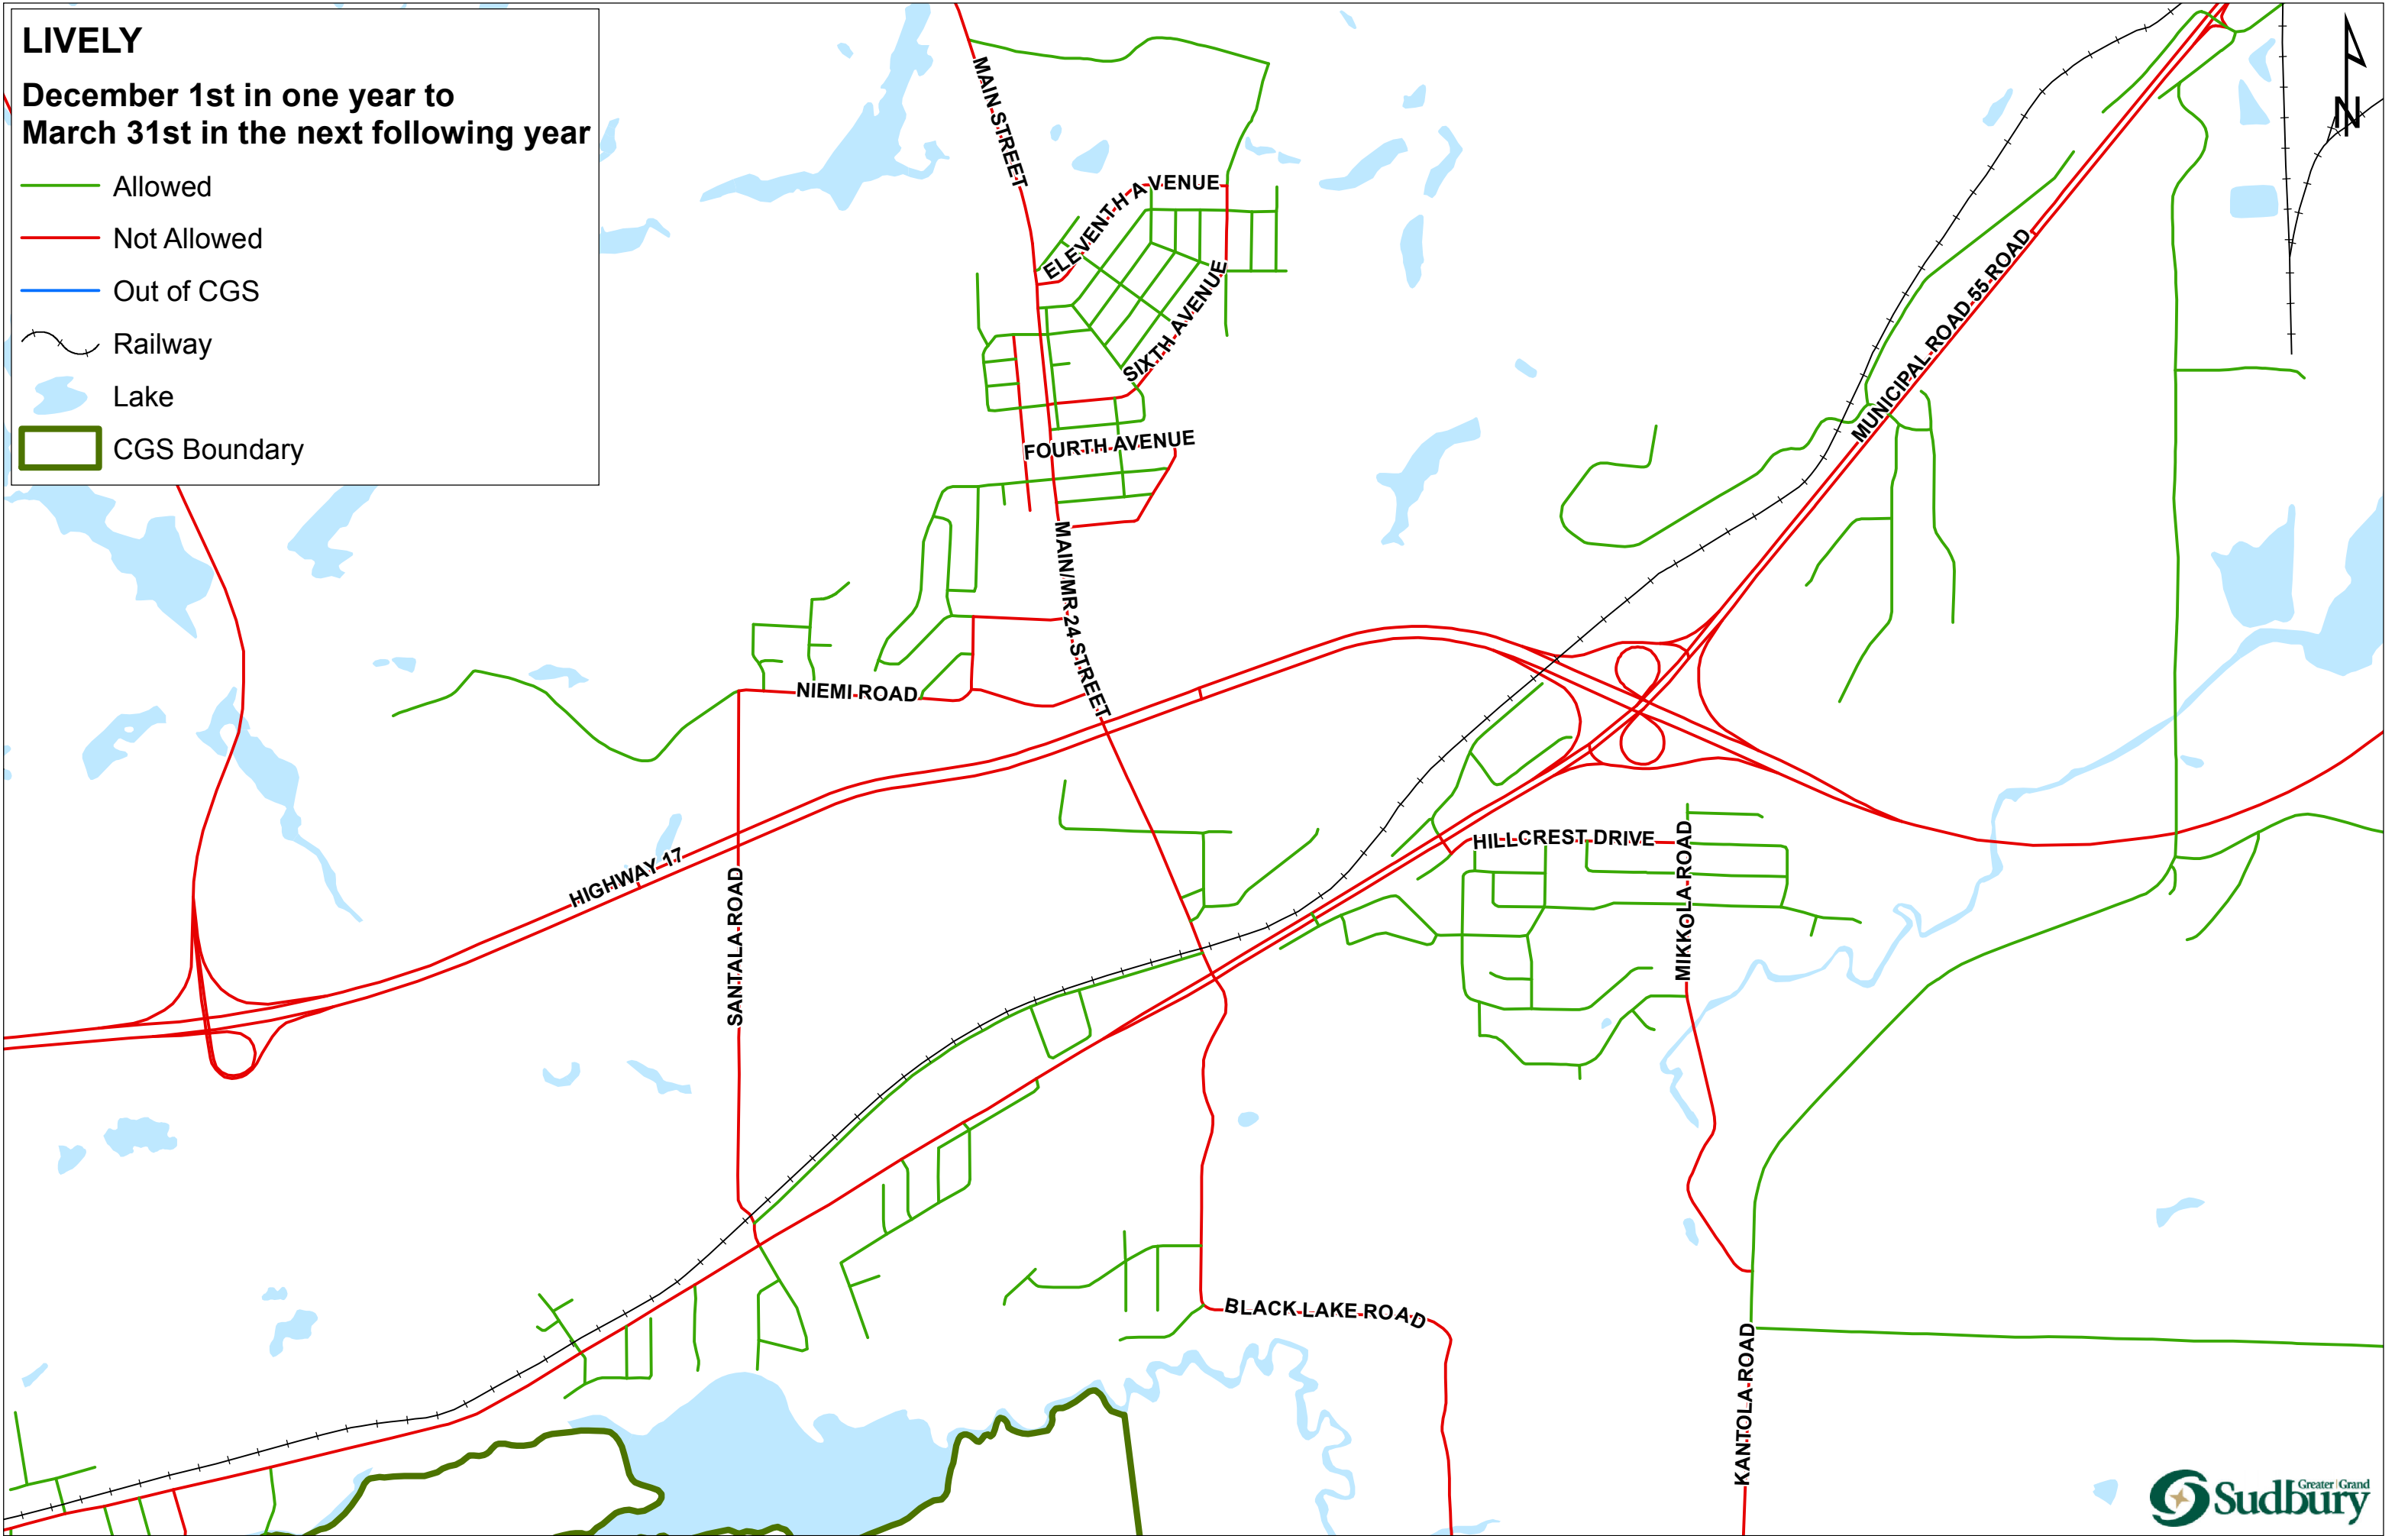 LIVELY
December 1st in one year to
March 31st in the next following year
Allowed
Not Allowed
Out of CGS
Railway
Lake
CGS Boundary
N
MAIN STREET
ELEVENTH AVENUE
SIXTH AVENUE
FOURTH AVENUE
MUNICIPAL ROAD 55 ROAD
MAIN/MR 24 STREET
NIEMI ROAD
HIGHWAY 17
SANTALA ROAD
HILLCREST DRIVE
MIKKOLA ROAD
BLACK LAKE ROAD
KANTOLA ROAD
Greater Grand
Sudbury